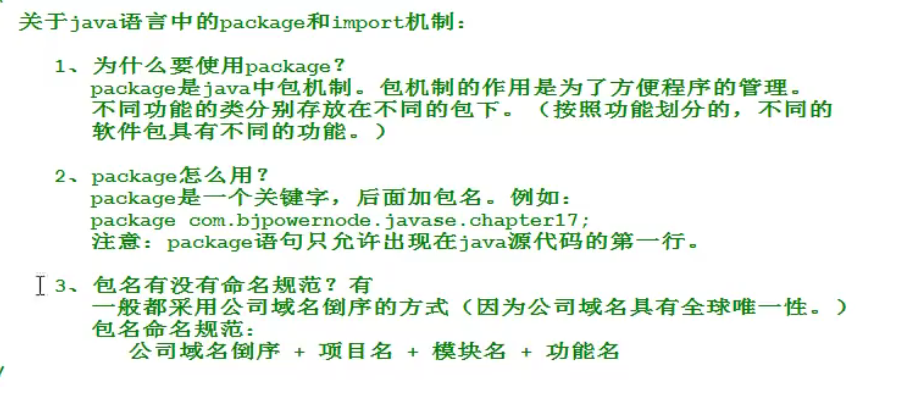 关于java语言中的package和import机制：
1、为什么要使用package？
package是java中包机制。包机制的作用是为了方便程序的管理。
不同功能的类分别存放在不同的包下。（按照功能划分的，不同的
软件包具有不同的功能。）
2、package怎么用？
package是一个关键字，后面加包名。例如：
package com.bjpowernode.javase.chapter17;
注意：package语句只允许出现在java源代码的第一行。
3、包名有没有命名规范？有
一般都采用公司域名倒序的方式（因为公司域名具有全球唯一性。）
包名命名规范：
公司域名倒序 + 项目名 + 模块名 + 功能名